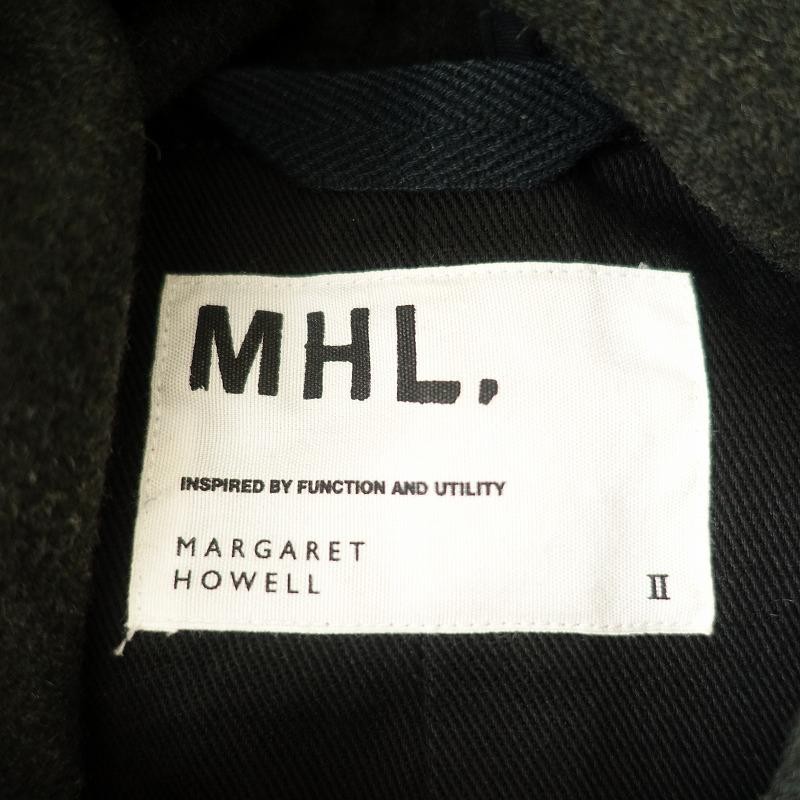 MHL.
INSPIRED BY FUNCTION AND UTILITY
MARGARET
HOWELL
II